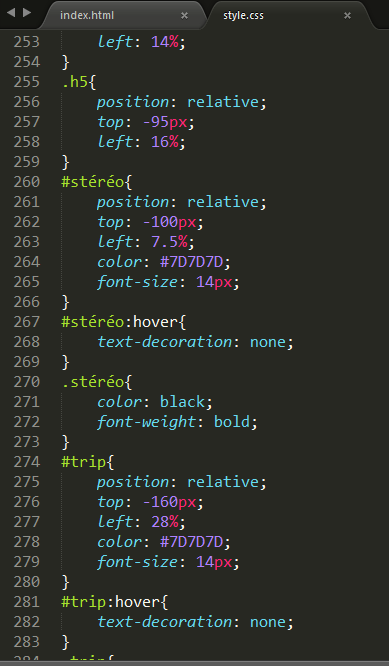 index.html × style.css ×
253 left: 14%;
254 }
255 .h5{
256 position: relative;
257 top: -95px;
258 left: 16%;
259 }
260 #stéréo{
261 position: relative;
262 top: -100px;
263 left: 7.5%;
264 color: #7D7D7D;
265 font-size: 14px;
266 }
267 #stéréo:hover{
268 text-decoration: none;
269 }
270 .stéréo{
271 color: black;
272 font-weight: bold;
273 }
274 #trip{
275 position: relative;
276 top: -160px;
277 left: 28%;
278 color: #7D7D7D;
279 font-size: 14px;
280 }
281 #trip:hover{
282 text-decoration: none;
283 }
284 .trip{